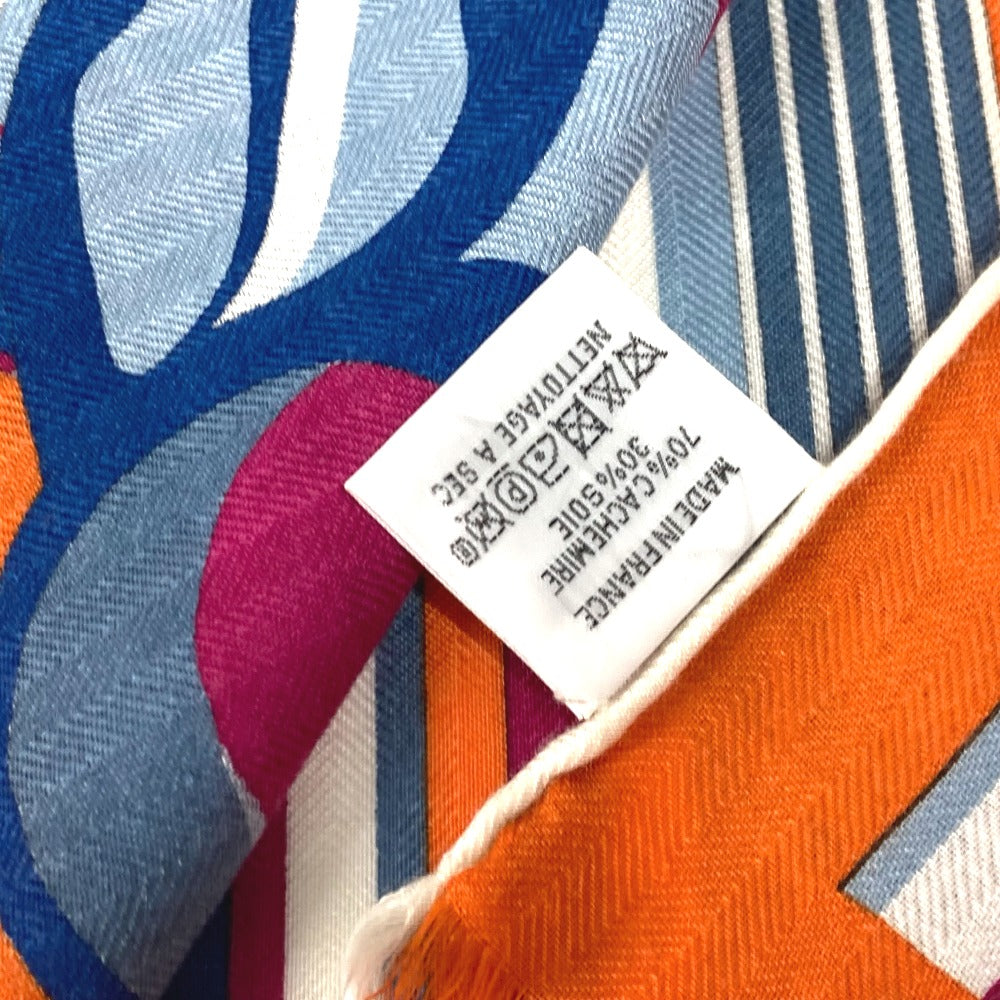 MADE IN FRANCE
70% CACHEMIRE
30% SOIE
P
NETTOYAGE A SEC